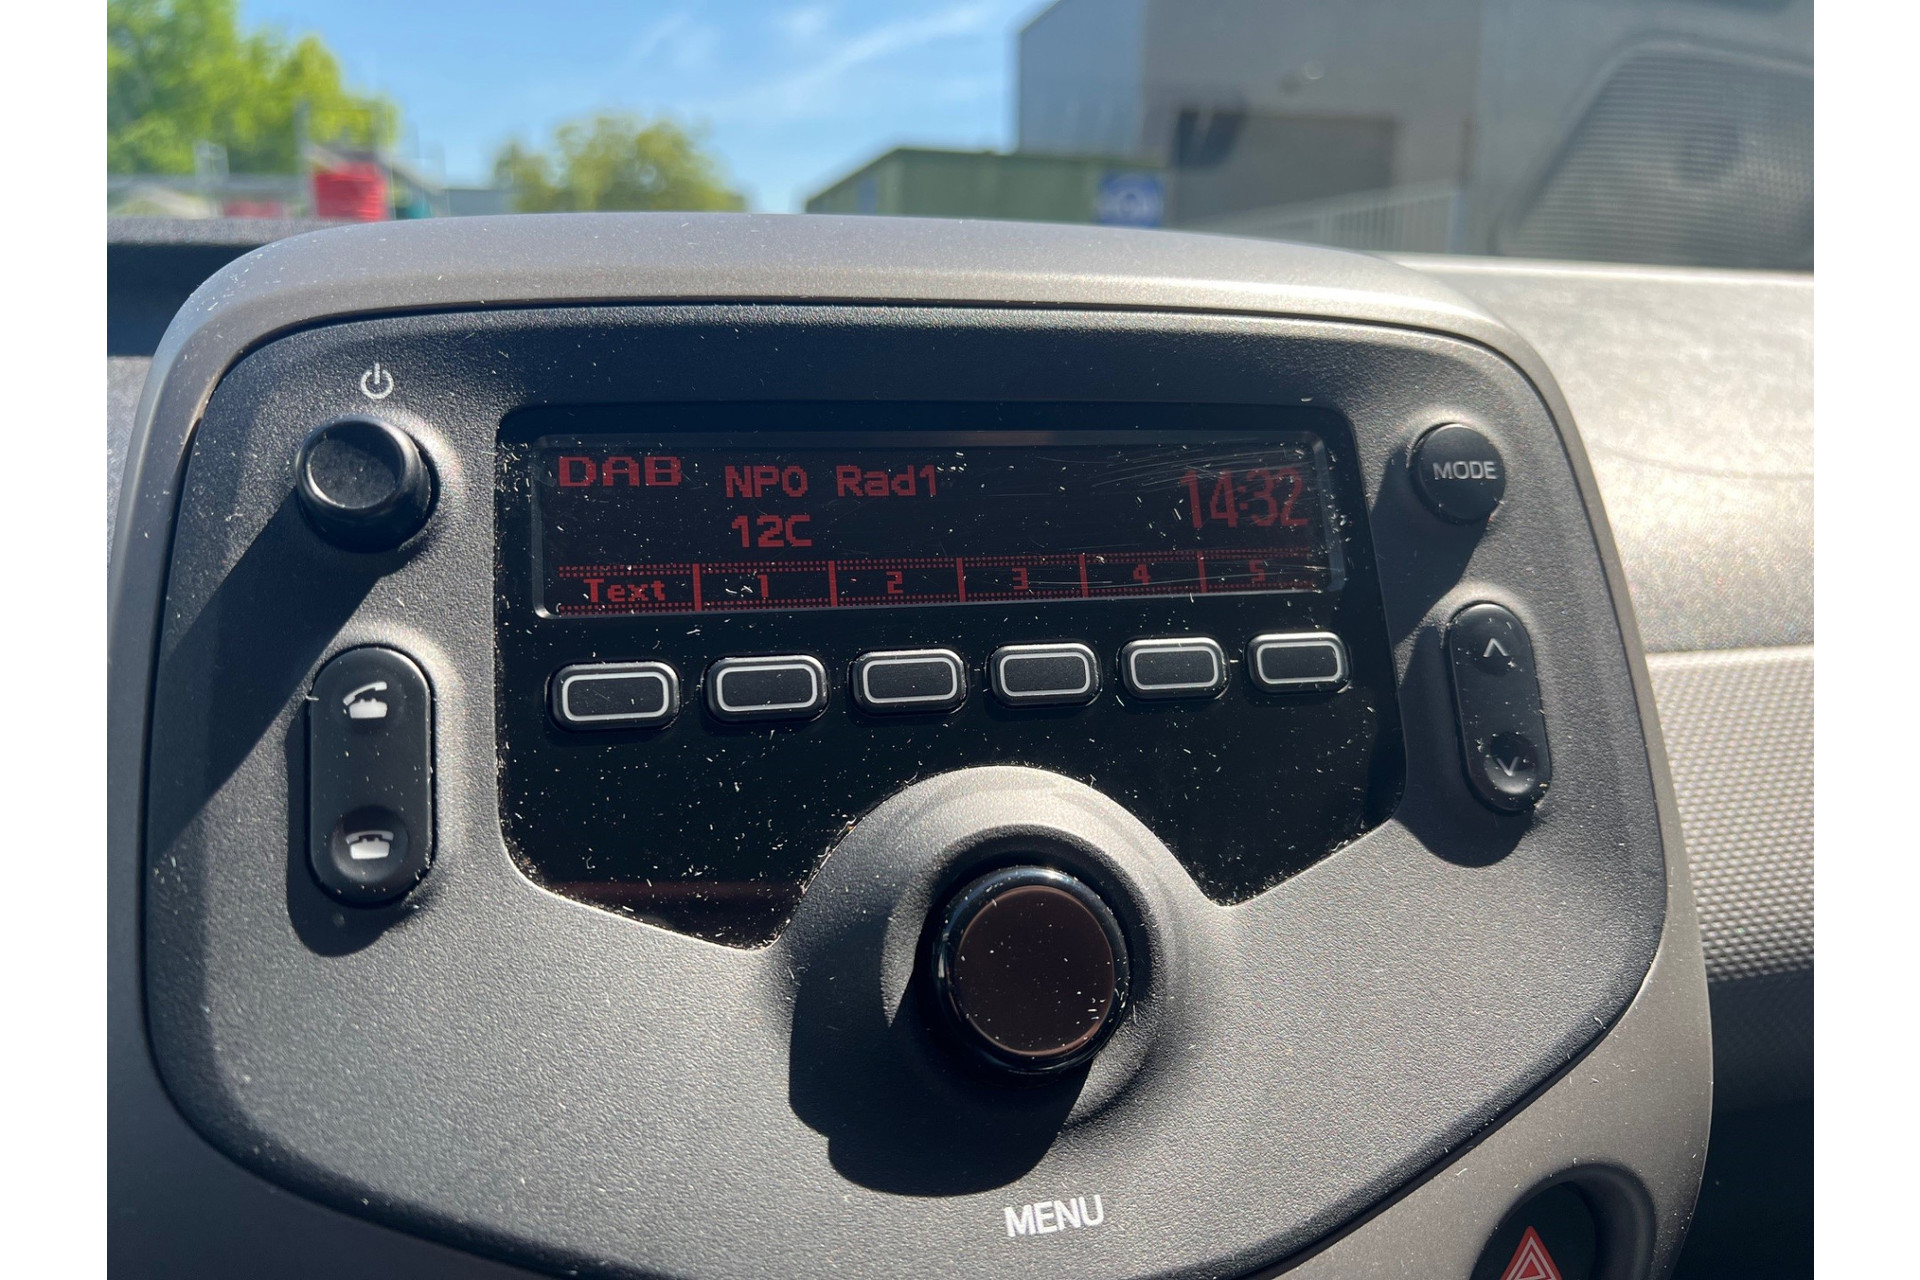 DAB NPO Rad1 14:32
12C
Text 1 2 3 4 5
MODE
MENU